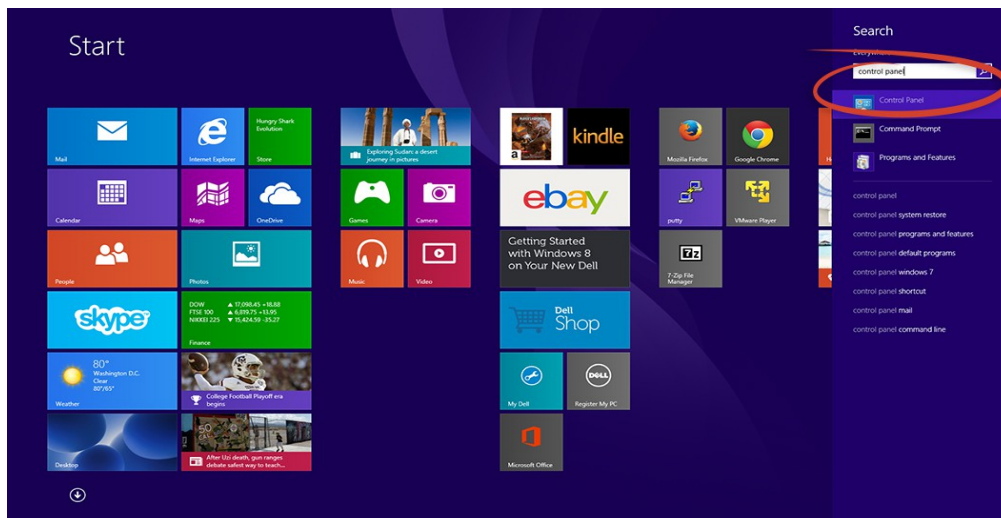 Start
Search
Everywhere
control panel
Control Panel
Command Prompt
Programs and Features
control panel
control panel system restore
control panel programs and features
control panel default programs
control panel windows 7
control panel shortcut
control panel mail
control panel command line
Mail
Internet Explorer
Hungry Shark
Evolution
Store
Calendar
Maps
OneDrive
People
Photos
skype
DOW ▲ 17,098.45 +18.88
FTSE 100 ▲ 6,819.75 +13.95
NIKKEI 225 ▼ 15,424.59 -35.27
Finance
80°
Washington D.C.
Clear
80°/65°
Weather
College Football Playoff era
begins
Desktop
After Uzi death, gun ranges
debate safest way to teach...
Exploring Sudan: a desert
journey in pictures
Games
Camera
Music
Video
a
kindle
ebay
Getting Started
with Windows 8
on Your New Dell
Dell
Shop
My Dell
DELL
Register My PC
Microsoft Office
Mozilla Firefox
Google Chrome
putty
VMware Player
7z
7-Zip File
Manager